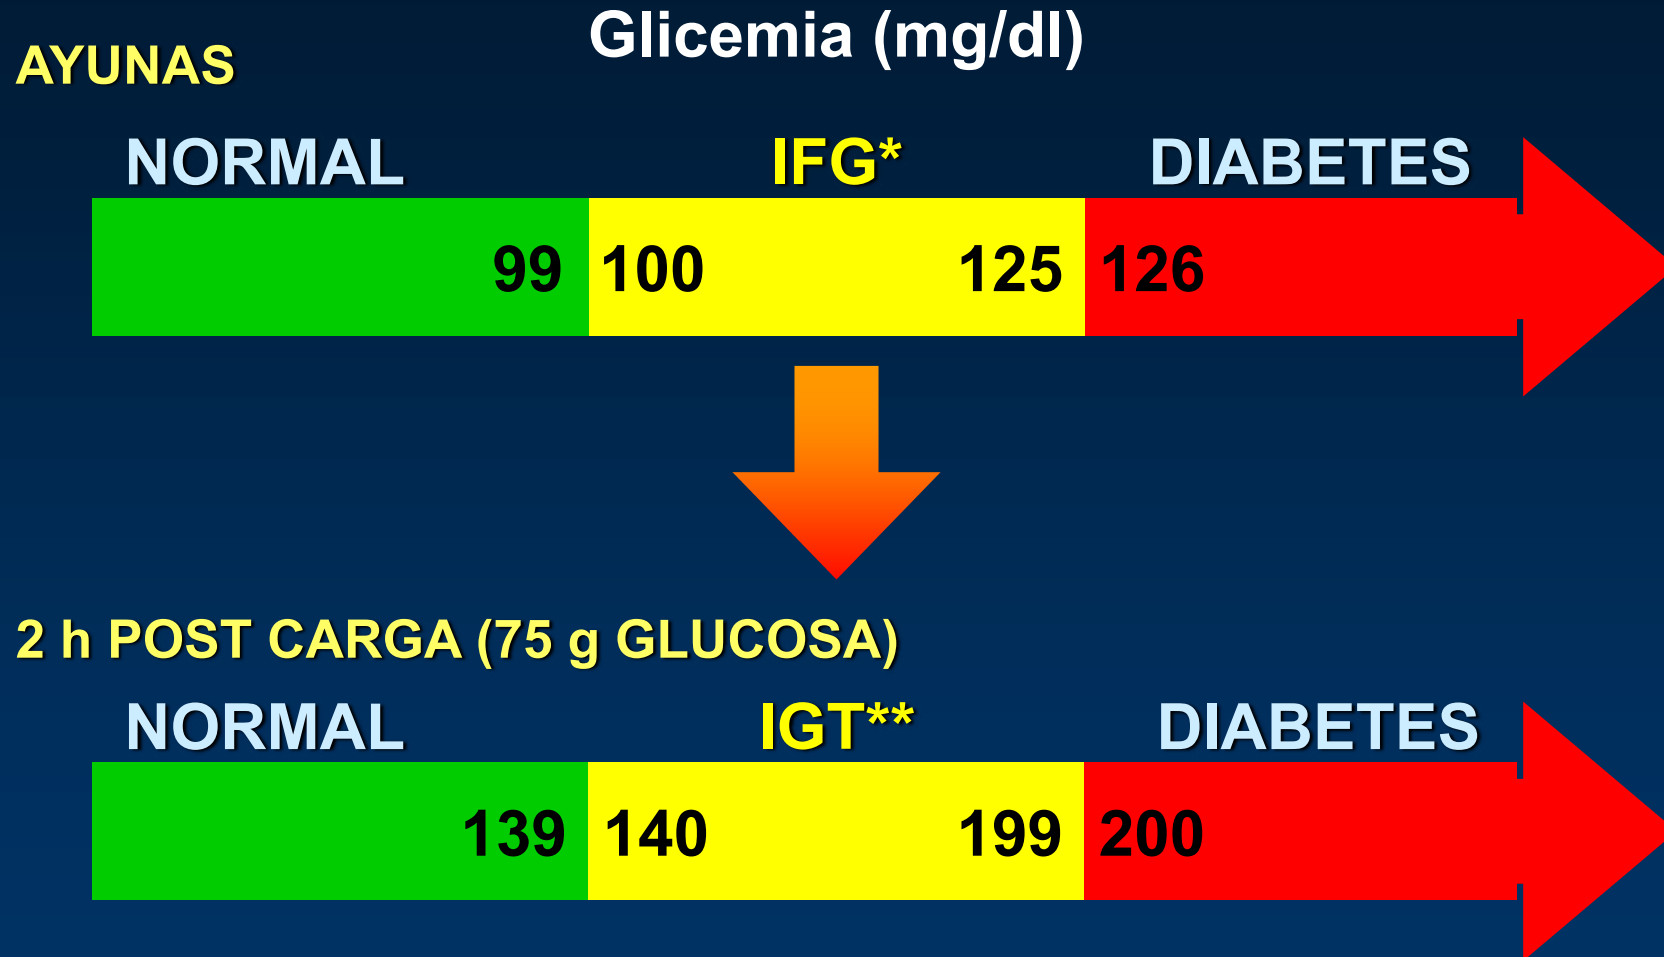 Glicemia (mg/dl)
AYUNAS
NORMAL IFG* DIABETES
99 100 125 126
2 h POST CARGA (75 g GLUCOSA)
NORMAL IGT** DIABETES
139 140 199 200